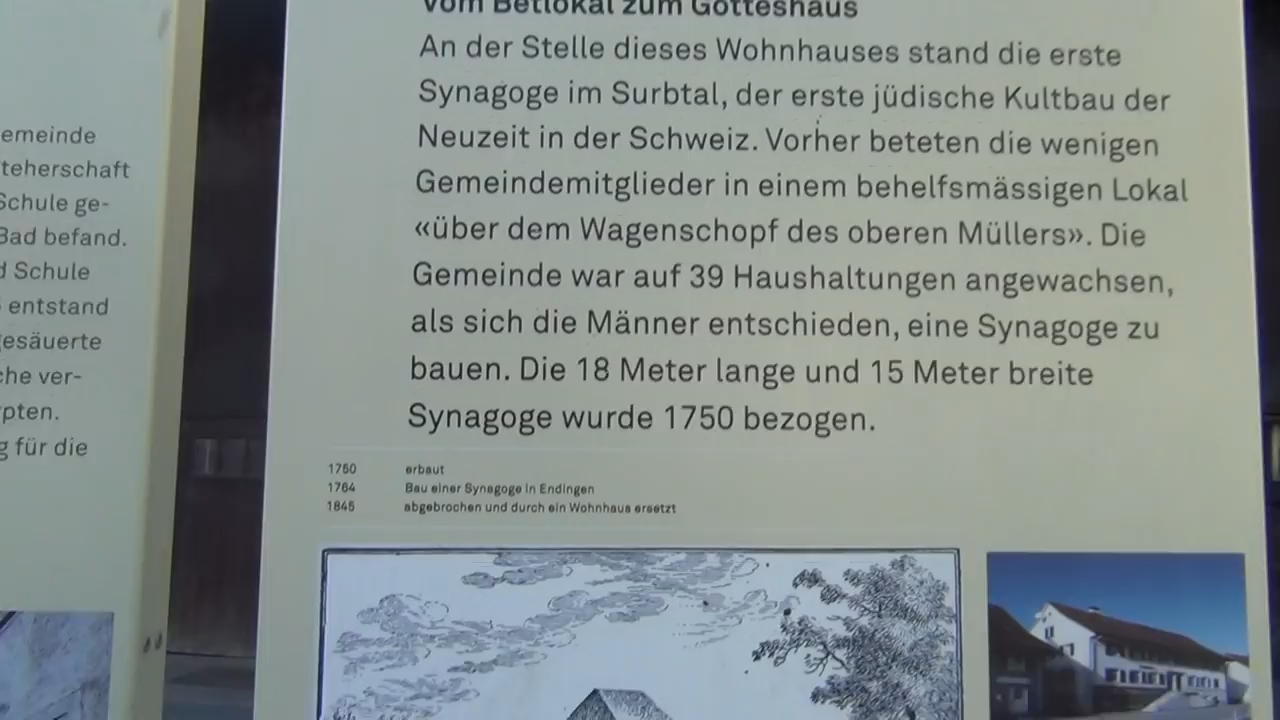 emeinde
teherschaft
Schule ge-
Bad befand.
d Schule
entstand
gesäuerte
che ver-
pten.
g für die
vom Betlokal zum Gotteshaus
An der Stelle dieses Wohnhauses stand die erste
Synagoge im Surbtal, der erste jüdische Kultbau der
Neuzeit in der Schweiz. Vorher beteten die wenigen
Gemeindemitglieder in einem behelfsmässigen Lokal
«über dem Wagenschopf des oberen Müllers». Die
Gemeinde war auf 39 Haushaltungen angewachsen,
als sich die Männer entschieden, eine Synagoge zu
bauen. Die 18 Meter lange und 15 Meter breite
Synagoge wurde 1750 bezogen.
1750 erbaut
1764 Bau einer Synagoge in Endingen
1845 abgebrochen und durch ein Wohnhaus ersetzt